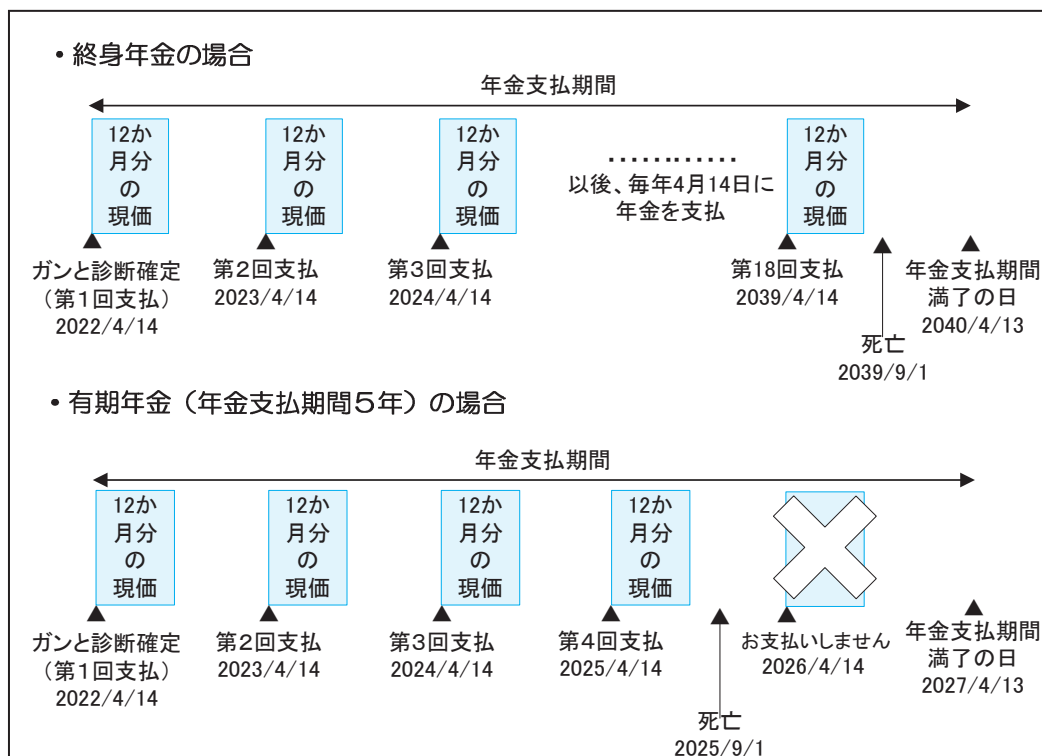 ・終身年金の場合
年金支払期間
12か
月分
の
現価
12か
月分
の
現価
12か
月分
の
現価
…………
以後、毎年4月14日に
年金を支払
12か
月分
の
現価
ガンと診断確定
（第１回支払）
2022/4/14
第２回支払
2023/4/14
第３回支払
2024/4/14
第18回支払
2039/4/14
死亡
2039/9/1
年金支払期間
満了の日
2040/4/13
・有期年金（年金支払期間５年）の場合
年金支払期間
12か
月分
の
現価
12か
月分
の
現価
12か
月分
の
現価
12か
月分
の
現価
ガンと診断確定
（第１回支払）
2022/4/14
第２回支払
2023/4/14
第３回支払
2024/4/14
第４回支払
2025/4/14
死亡
2025/9/1
お支払いしません
2026/4/14
年金支払期間
満了の日
2027/4/13